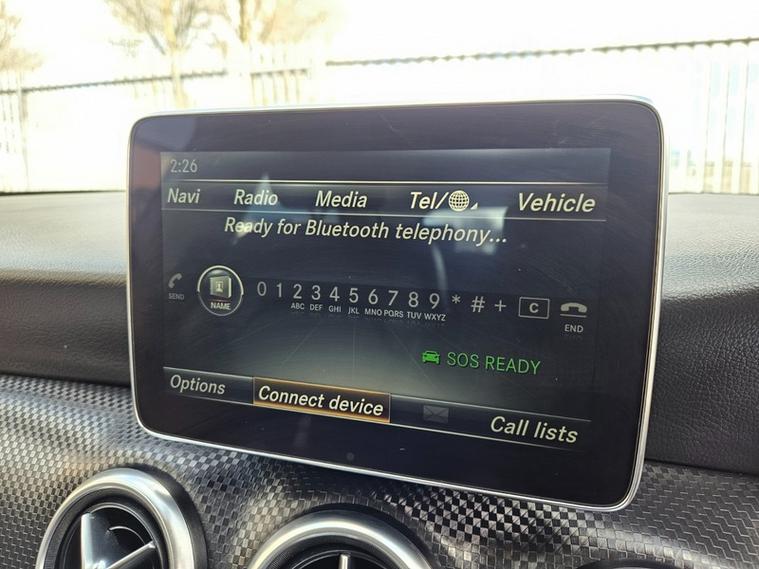 2:26
Navi Radio Media Tel/ Vehicle
Ready for Bluetooth telephony...
SEND NAME 0 1 2 3 4 5 6 7 8 9 * # + C END
ABC DEF GHI JKL MNO PQRS TUV WXYZ
SOS READY
Options Connect device Call lists